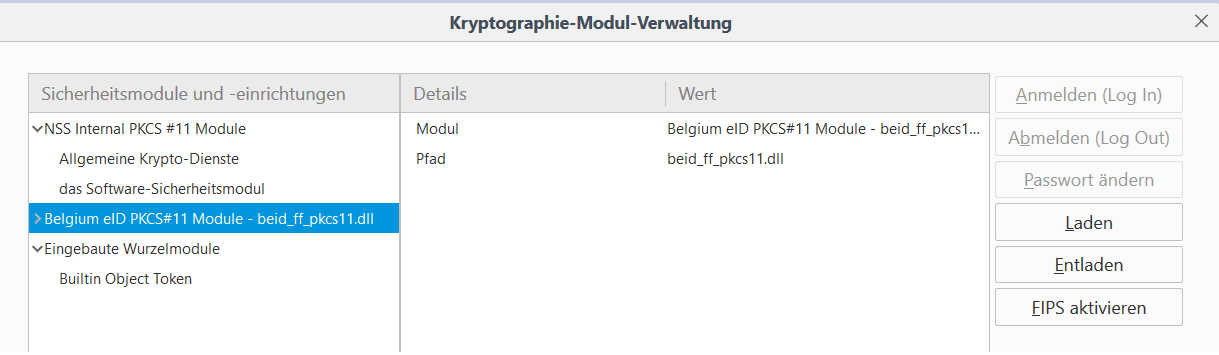 Kryptographie-Modul-Verwaltung
Sicherheitsmodule und -einrichtungen
Details
Wert
Anmelden (Log In)
NSS Internal PKCS #11 Module
Modul
Belgium eID PKCS#11 Module - beid_ff_pkcs1...
Abmelden (Log Out)
Allgemeine Krypto-Dienste
Pfad
beid_ff_pkcs11.dll
Passwort ändern
das Software-Sicherheitsmodul
Belgium eID PKCS#11 Module - beid_ff_pkcs11.dll
Laden
Eingebaute Wurzelmodule
Entladen
Builtin Object Token
FIPS aktivieren